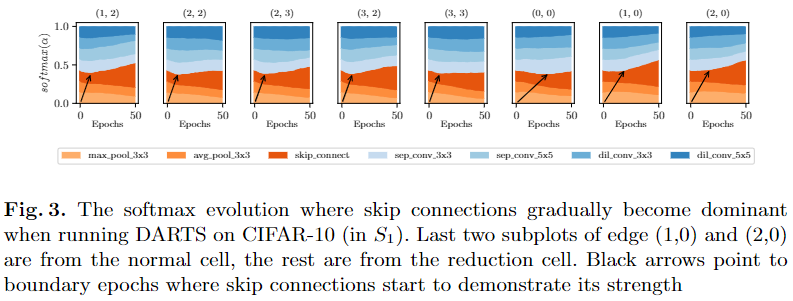 (1, 2) (2, 2) (2, 3) (3, 2) (3, 3) (0, 0) (1, 0) (2, 0)
1.0
0.5
0.0
softmax(α)
0 50 0 50 0 50 0 50 0 50 0 50 0 50 0 50
Epochs Epochs Epochs Epochs Epochs Epochs Epochs Epochs
max_pool_3x3 avg_pool_3x3 skip_connect sep_conv_3x3 sep_conv_5x5 dil_conv_3x3 dil_conv_5x5
Fig. 3. The softmax evolution where skip connections gradually become dominant
when running DARTS on CIFAR-10 (in S₁). Last two subplots of edge (1,0) and (2,0)
are from the normal cell, the rest are from the reduction cell. Black arrows point to
boundary epochs where skip connections start to demonstrate its strength